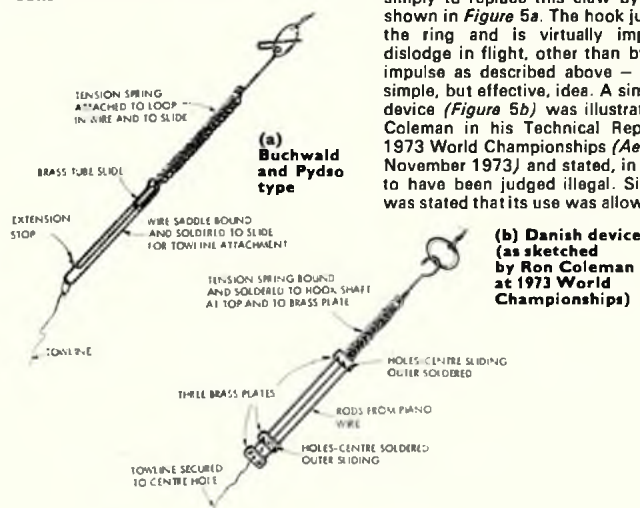 simply to replace this claw by
shown in Figure 5a. The hook ju
the ring and is virtually imp
dislodge in flight, other than by
impulse as described above —
simple, but effective, idea. A sim
device (Figure 5b) was illustrat
Coleman in his Technical Rep
1973 World Championships (Ae
November 1973) and stated, in
to have been judged illegal. Si
was stated that its use was allow
TENSION SPRING
ATTACHED TO LOOP
IN WIRE AND TO SLIDE
(a)
Buchwald
and Pydso
type
BRASS TUBE SLIDE
EXTENSION
STOP
WIRE SADDLE BOUND
AND SOLDIRED TO SLIDE
FOR TOWLINE ATTACHMENT
TOWLINE
(b) Danish device
(as sketched
by Ron Coleman
at 1973 World
Championships)
TENSION SPRING BOUND
AND SOLDERED TO HOOK SHAFT
AT TOP AND TO BRASS PLATE
HOLES-CENTRE SLIDING
OUTER SOLDERED
THREE BRASS PLATES
RODS FROM PIANO
WIRE
HOLES-CENTRE SOLDERED
OUTER SLIDING
TOWLINE SECURED
TO CENTRE HOLE